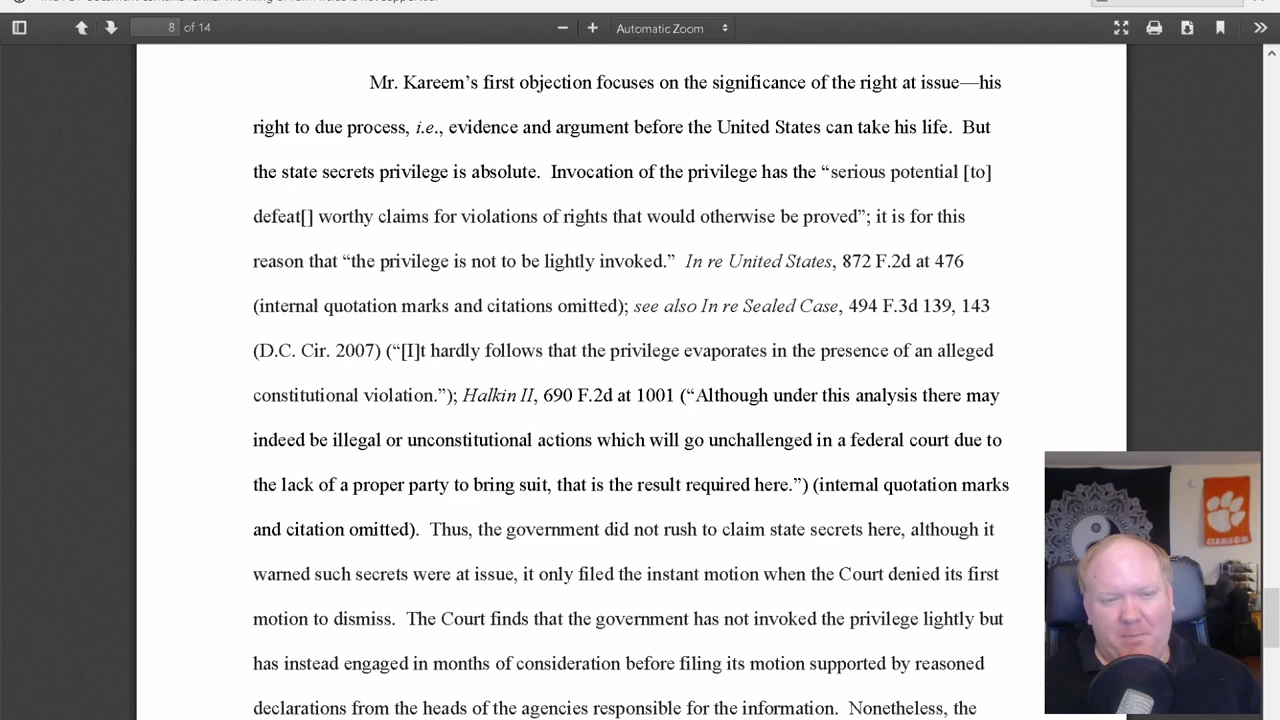 8 of 14
Automatic Zoom
Mr. Kareem’s first objection focuses on the significance of the right at issue—his
right to due process, i.e., evidence and argument before the United States can take his life. But
the state secrets privilege is absolute. Invocation of the privilege has the “serious potential [to]
defeat[] worthy claims for violations of rights that would otherwise be proved”; it is for this
reason that “the privilege is not to be lightly invoked.” In re United States, 872 F.2d at 476
(internal quotation marks and citations omitted); see also In re Sealed Case, 494 F.3d 139, 143
(D.C. Cir. 2007) (“[I]t hardly follows that the privilege evaporates in the presence of an alleged
constitutional violation.”); Halkin II, 690 F.2d at 1001 (“Although under this analysis there may
indeed be illegal or unconstitutional actions which will go unchallenged in a federal court due to
the lack of a proper party to bring suit, that is the result required here.”) (internal quotation marks
and citation omitted). Thus, the government did not rush to claim state secrets here, although it
warned such secrets were at issue, it only filed the instant motion when the Court denied its first
motion to dismiss. The Court finds that the government has not invoked the privilege lightly but
has instead engaged in months of consideration before filing its motion supported by reasoned
declarations from the heads of the agencies responsible for the information. Nonetheless, the
CLEMSON